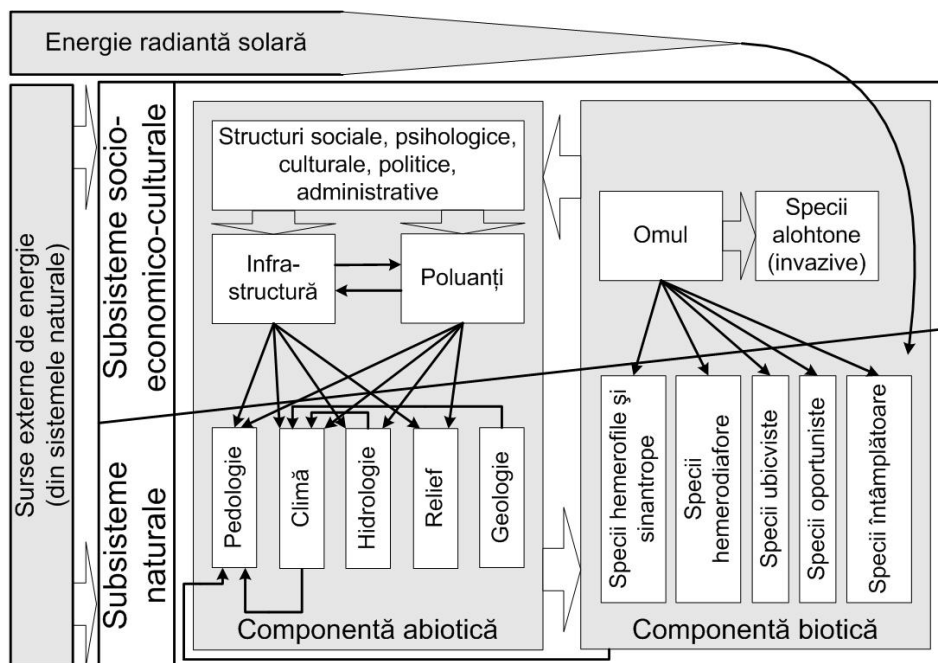 Energie radiantă solară
Surse externe de energie
(din sistemele naturale)
Subsisteme socio-
economico-culturale
Subsisteme
naturale
Structuri sociale, psihologice,
culturale, politice,
administrative
Infra-
structură
Poluanți
Pedologie
Climă
Hidrologie
Relief
Geologie
Componentă abiotică
Omul
Specii
alohtone
(invazive)
Specii hemerofile şi
sinantrope
Specii
hemerodiafore
Specii ubicviste
Specii oportuniste
Specii întâmplătoare
Componentă biotică